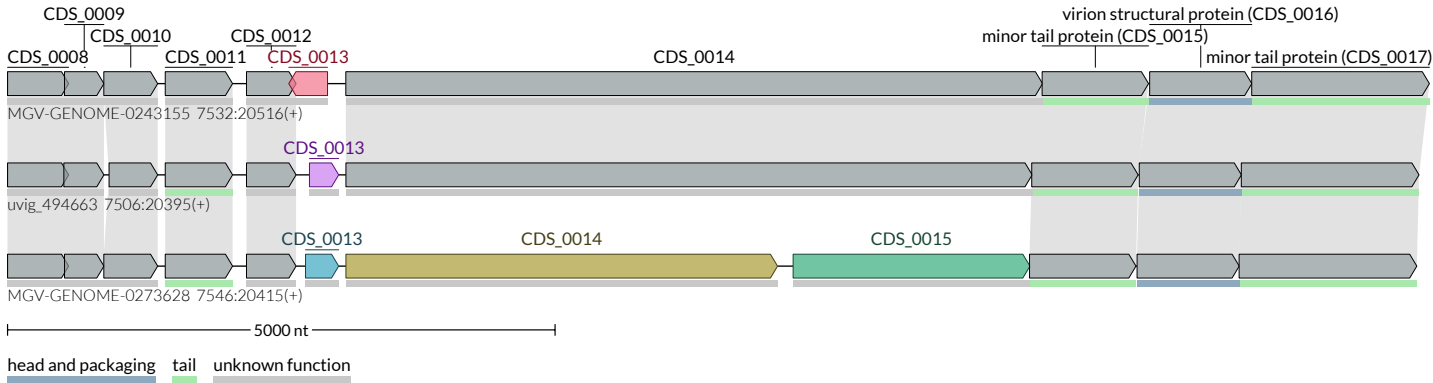 CDS_0009
virion structural protein (CDS_0016)
CDS_0010
CDS_0012
minor tail protein (CDS_0015)
CDS_0008
CDS_0011
CDS_0013
CDS_0014
minor tail protein (CDS_0017)
MGV-GENOME-0243155 7532:20516(+)
CDS_0013
uvig_494663 7506:20395(+)
CDS_0013
CDS_0014
CDS_0015
MGV-GENOME-0273628 7546:20415(+)
5000 nt
head and packaging
tail
unknown function